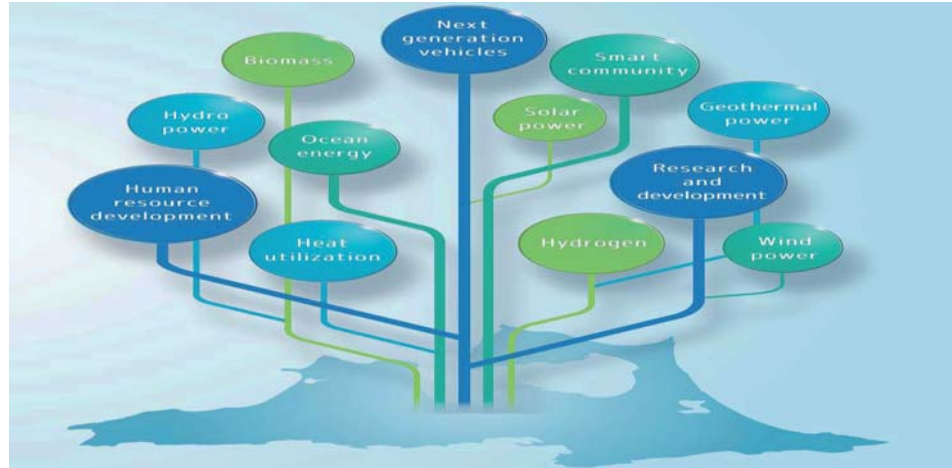 Next
generation
vehicles
Biomass
Smart
community
Hydro
power
Ocean
energy
Solar
power
Geothermal
power
Human
resource
development
Research
and
development
Heat
utilization
Hydrogen
Wind
power